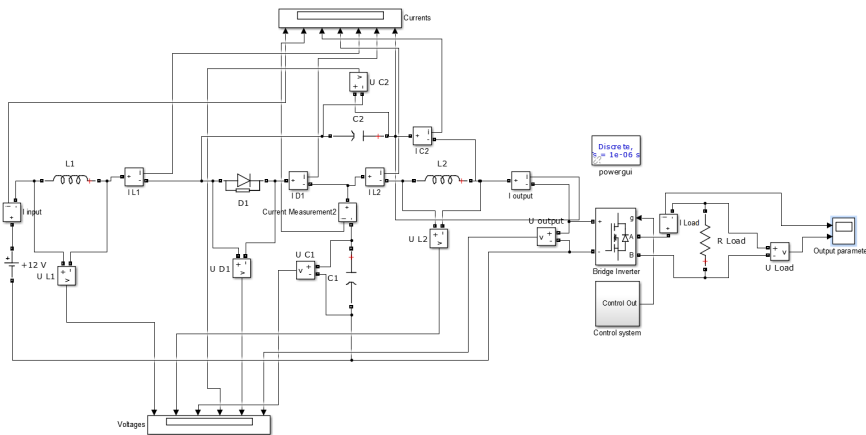 Currents
U C2
C2
I C2
L1
I L1
D1
I D1
I L2
L2
I output
Discrete,
s = 1e-06 s
powergui
I input
Current Measurement2
U output
I Load
R Load
U Load
Output paramete
+12 V
U L1
U D1
U C1
C1
U L2
g
A
B
Bridge Inverter
Control Out
Control system
Voltages